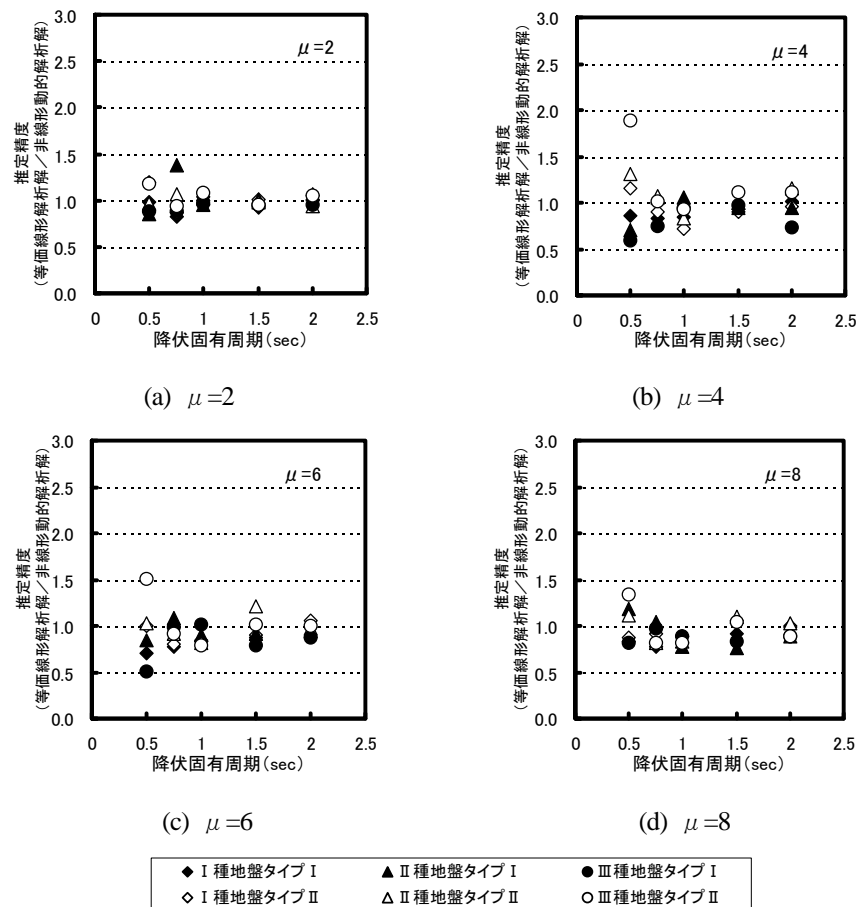 3.0
2.5
2.0
1.5
1.0
0.5
0.0
推定精度
(等価線形解析解／非線形動的解析解)
μ=2
0 0.5 1 1.5 2 2.5
降伏固有周期(sec)
(a) μ=2
3.0
2.5
2.0
1.5
1.0
0.5
0.0
推定精度
(等価線形解析解／非線形動的解析解)
μ=4
0 0.5 1 1.5 2 2.5
降伏固有周期(sec)
(b) μ=4
3.0
2.5
2.0
1.5
1.0
0.5
0.0
推定精度
(等価線形解析解／非線形動的解析解)
μ=6
0 0.5 1 1.5 2 2.5
降伏固有周期(sec)
(c) μ=6
3.0
2.5
2.0
1.5
1.0
0.5
0.0
推定精度
(等価線形解析解／非線形動的解析解)
μ=8
0 0.5 1 1.5 2 2.5
降伏固有周期(sec)
(d) μ=8
◆ Ⅰ種地盤タイプⅠ ▲ Ⅱ種地盤タイプⅠ ● Ⅲ種地盤タイプⅠ
◇ Ⅰ種地盤タイプⅡ △ Ⅱ種地盤タイプⅡ ○ Ⅲ種地盤タイプⅡ